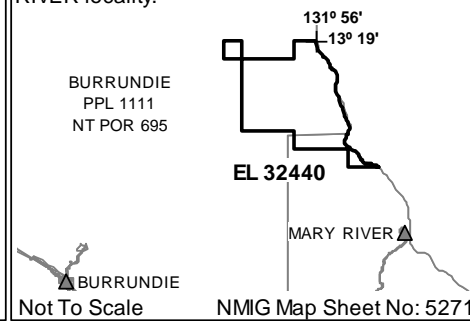 RIVER locality.
131º 56'
13º 19'
BURRUNDIE
PPL 1111
NT POR 695
EL 32440
MARY RIVER
BURRUNDIE
Not To Scale NMIG Map Sheet No: 5271